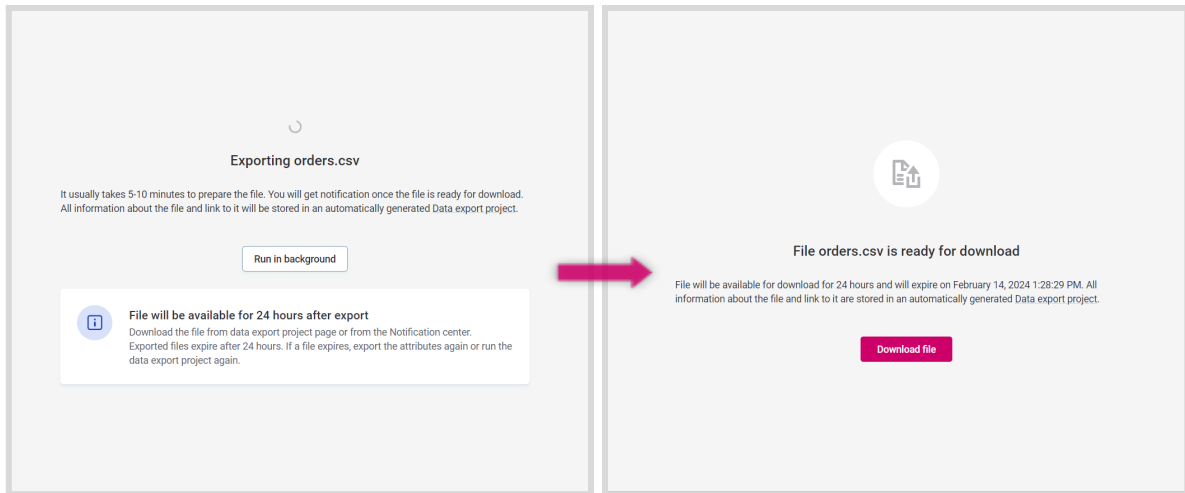 Exporting orders.csv
It usually takes 5-10 minutes to prepare the file. You will get notification once the file is ready for download.
All information about the file and link to it will be stored in an automatically generated Data export project.
Run in background
File will be available for 24 hours after export
Download the file from data export project page or from the Notification center.
Exported files expire after 24 hours. If a file expires, export the attributes again or run the
data export project again.
File orders.csv is ready for download
File will be available for download for 24 hours and will expire on February 14, 2024 1:28:29 PM. All
information about the file and link to it are stored in an automatically generated Data export project.
Download file